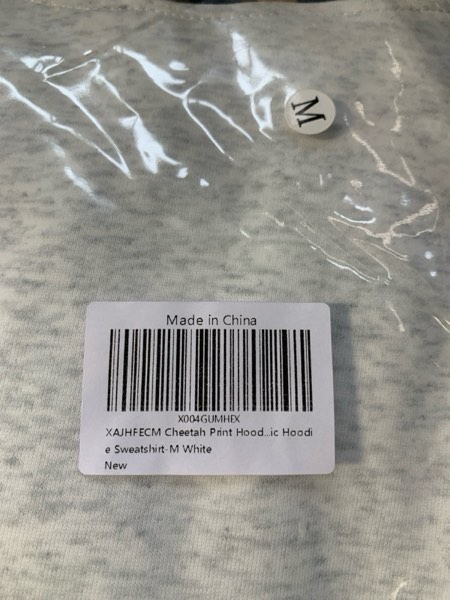 M
Made in China
X004GUMHEX
XAJHFECM Cheetah Print Hood...ic Hoodi
e Sweatshirt-M White
New